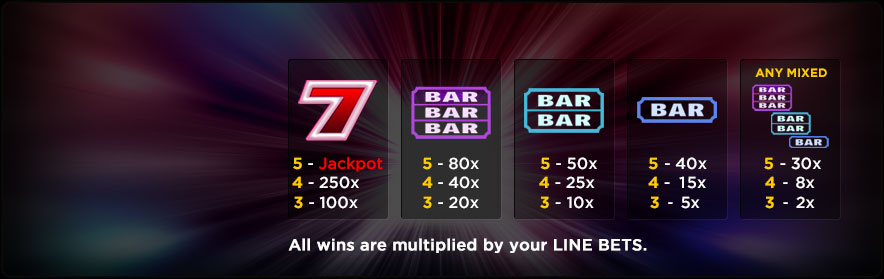 7
BAR
BAR
BAR
5 - Jackpot
4 - 250x
3 - 100x
5 - 80x
4 - 40x
3 - 20x
BAR
BAR
5 - 50x
4 - 25x
3 - 10x
BAR
5 - 40x
4 - 15x
3 - 5x
ANY MIXED
BAR
BAR
BAR
BAR
BAR
BAR
5 - 30x
4 - 8x
3 - 2x
All wins are multiplied by your LINE BETS.